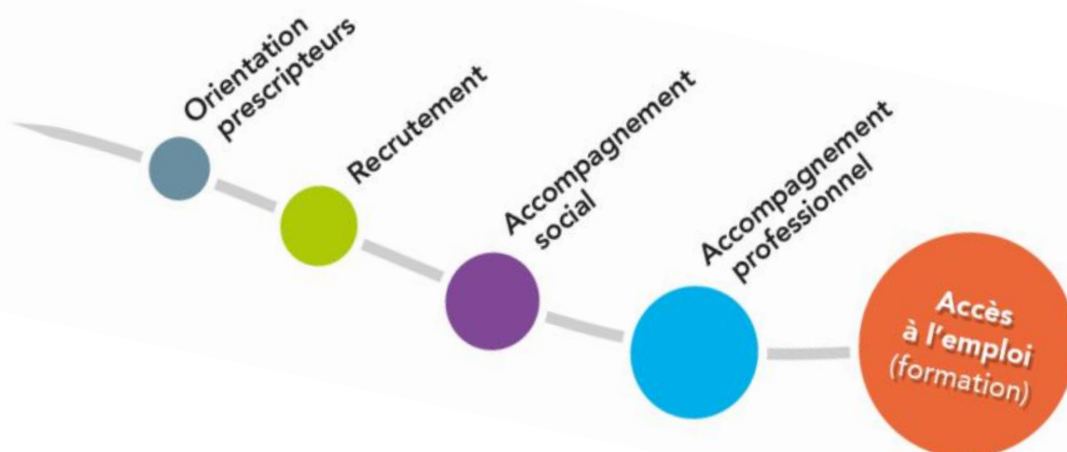 Orientation
prescripteurs
Recrutement
Accompagnement
social
Accompagnement
professionnel
Accès
à l'emploi
(formation)